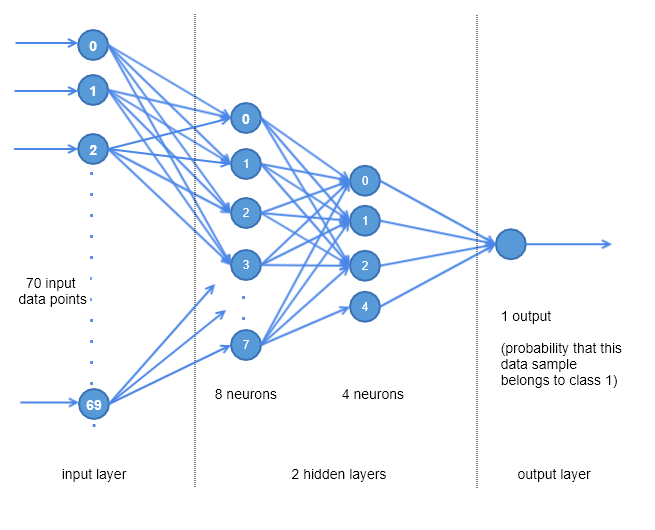 0
1
2
69
70 input
data points
0
1
2
3
7
8 neurons
0
1
2
4
4 neurons
1 output
(probability that this
data sample
belongs to class 1)
input layer
2 hidden layers
output layer